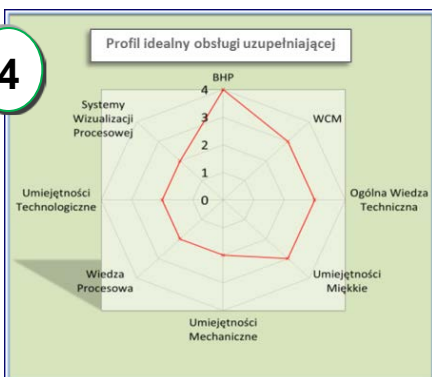 4
Profil idealny obsługi uzupełniającej
BHP
Systemy
Wizualizacji
Procesowej
WCM
4
3
2
1
0
Umiejętności
Technologiczne
Ogólna Wiedza
Techniczna
Wiedza
Procesowa
Umiejętności
Miękkie
Umiejętności
Mechaniczne